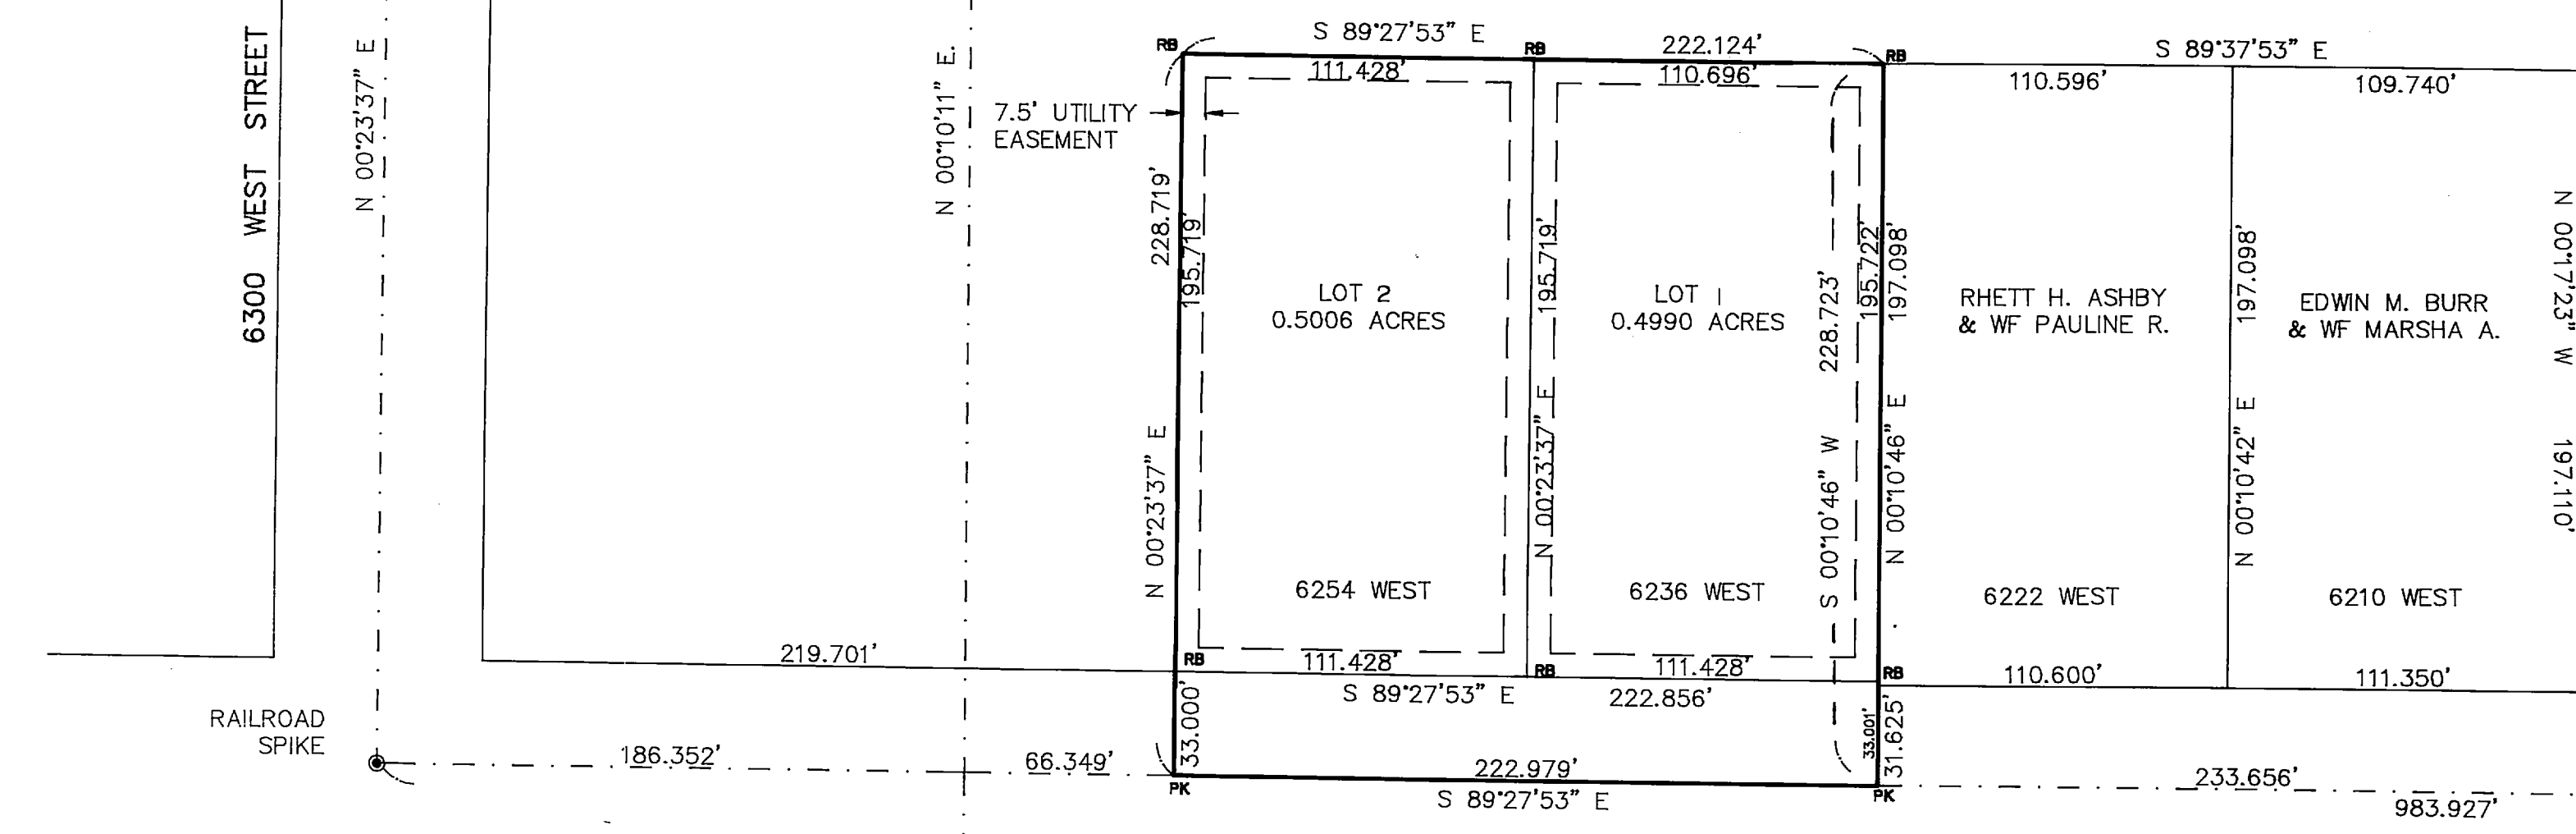 6300 WEST STREET
N 00°23'37" E
N 00°10'11" E.
7.5' UTILITY
EASEMENT
RB
S 89°27'53" E
RB
222.124'
RB
S 89°37'53" E
111.428'
110.696'
110.596'
109.740'
228.719'
195.719'
195.719'
228.723'
195.722'
197.098'
197.098'
N 00°17'23" W 197.110'
LOT 2
0.5006 ACRES
LOT 1
0.4990 ACRES
RHETT H. ASHBY
& WF PAULINE R.
EDWIN M. BURR
& WF MARSHA A.
N 00°23'37" E
N 00°23'37" E
S 00°10'46" W
N 00°10'46" E
N 00°10'42" E
6254 WEST
6236 WEST
6222 WEST
6210 WEST
219.701'
RB
111.428'
RB
111.428'
RB
110.600'
111.350'
S 89°27'53" E
222.856'
RAILROAD
SPIKE
33.000'
33.001'
31.625'
186.352'
66.349'
222.979'
233.656'
PK
S 89°27'53" E
PK
983.927'